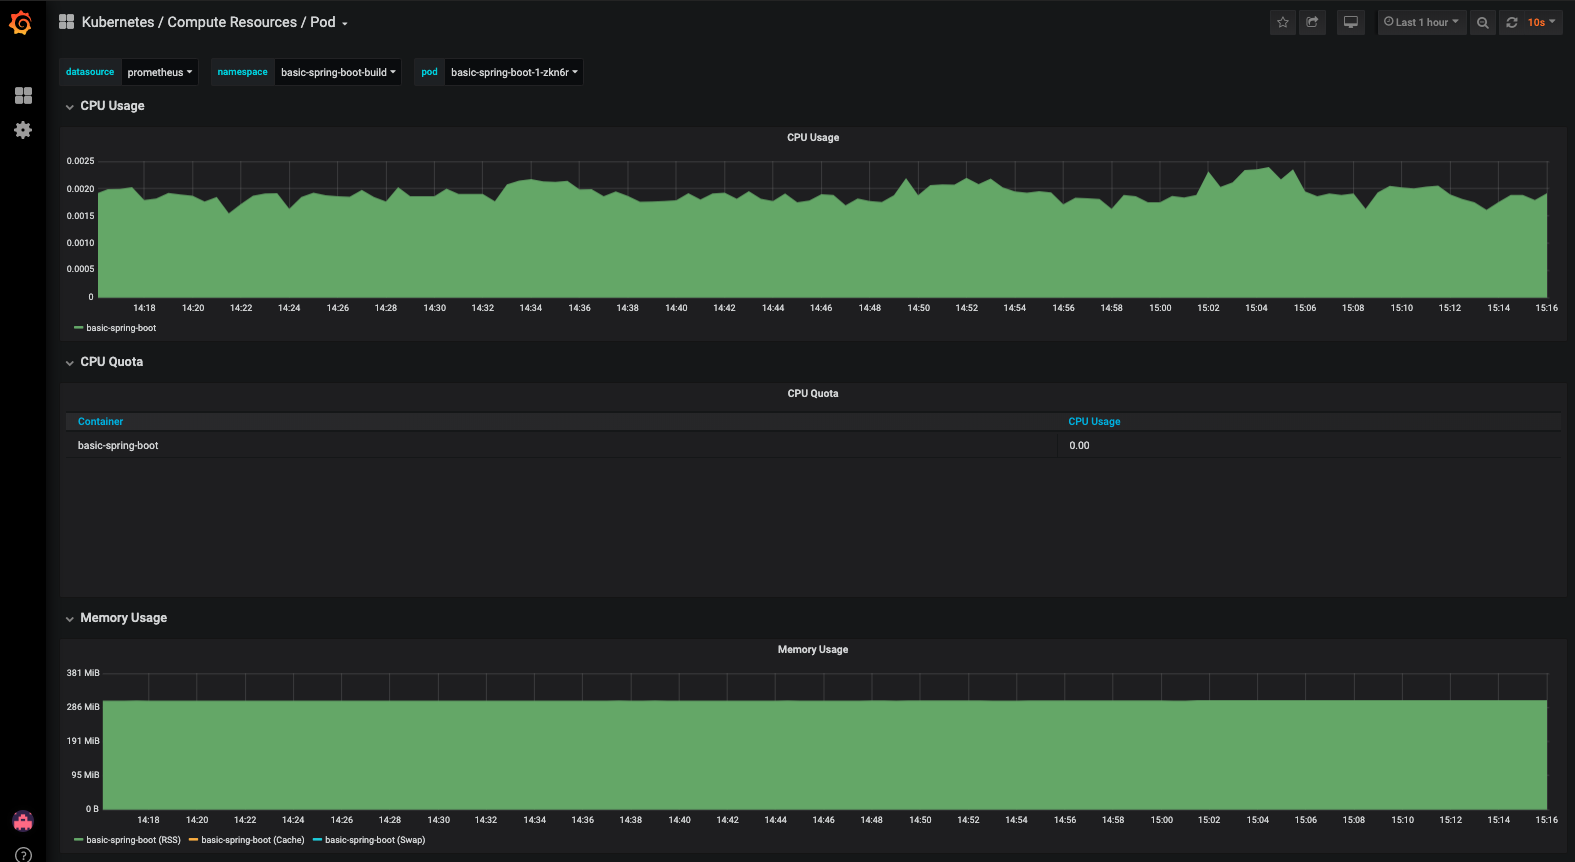 Kubernetes / Compute Resources / Pod
Last 1 hour
10s
datasource prometheus namespace basic-spring-boot-build pod basic-spring-boot-1-zkn6r
CPU Usage
CPU Usage
0.0025
0.0020
0.0015
0.0010
0.0005
0
14:18 14:20 14:22 14:24 14:26 14:28 14:30 14:32 14:34 14:36 14:38 14:40 14:42 14:44 14:46 14:48 14:50 14:52 14:54 14:56 14:58 15:00 15:02 15:04 15:06 15:08 15:10 15:12 15:14 15:16
basic-spring-boot
CPU Quota
CPU Quota
Container CPU Usage
basic-spring-boot 0.00
Memory Usage
Memory Usage
381 MiB
286 MiB
191 MiB
95 MiB
0 B
14:18 14:20 14:22 14:24 14:26 14:28 14:30 14:32 14:34 14:36 14:38 14:40 14:42 14:44 14:46 14:48 14:50 14:52 14:54 14:56 14:58 15:00 15:02 15:04 15:06 15:08 15:10 15:12 15:14 15:16
basic-spring-boot (RSS) basic-spring-boot (Cache) basic-spring-boot (Swap)